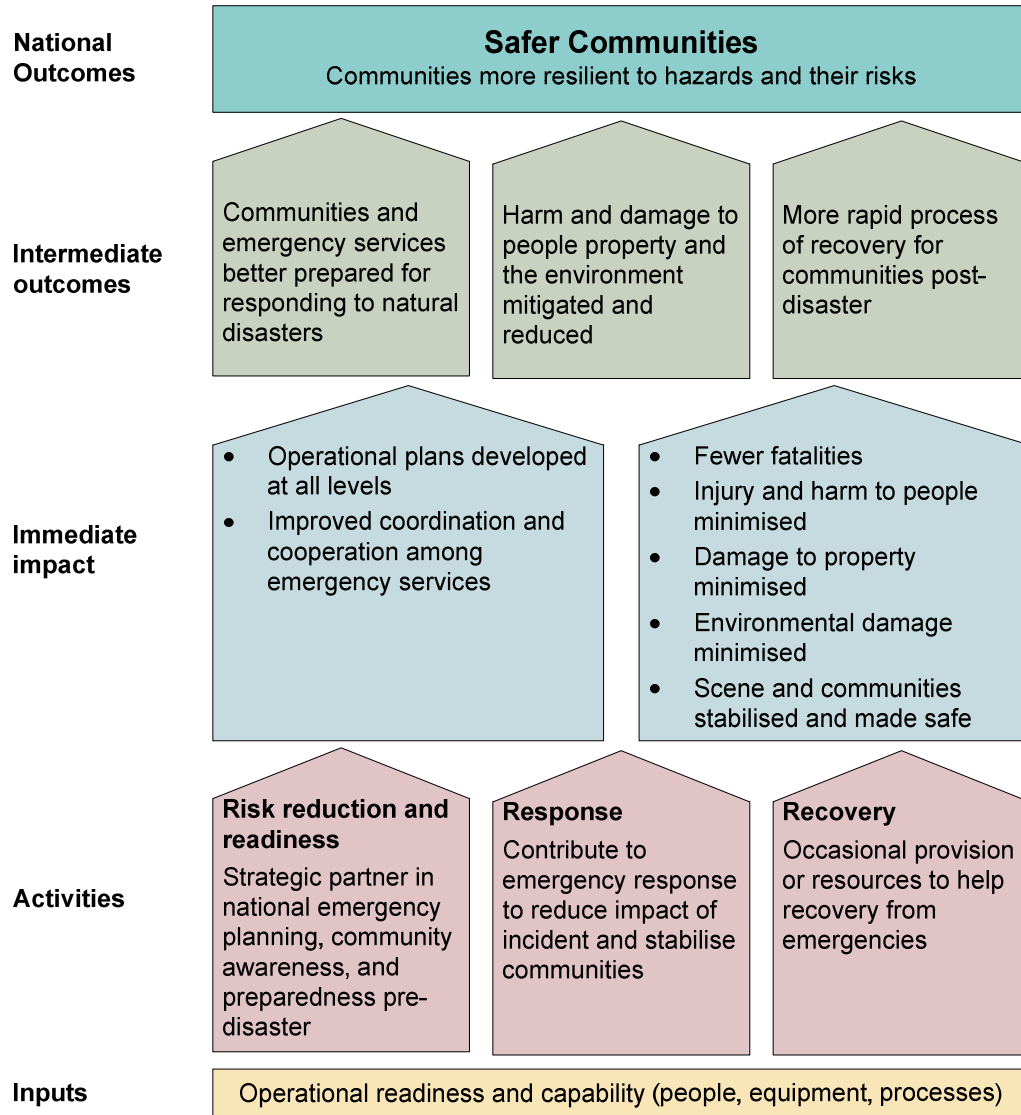 National
Outcomes
Safer Communities
Communities more resilient to hazards and their risks
Intermediate
outcomes
Communities and
emergency services
better prepared for
responding to natural
disasters
Harm and damage to
people property and
the environment
mitigated and
reduced
More rapid process
of recovery for
communities post-
disaster
Immediate
impact
• Operational plans developed
at all levels
• Improved coordination and
cooperation among
emergency services
• Fewer fatalities
• Injury and harm to people
minimised
• Damage to property
minimised
• Environmental damage
minimised
• Scene and communities
stabilised and made safe
Activities
Risk reduction and
readiness
Strategic partner in
national emergency
planning, community
awareness, and
preparedness pre-
disaster
Response
Contribute to
emergency response
to reduce impact of
incident and stabilise
communities
Recovery
Occasional provision
or resources to help
recovery from
emergencies
Inputs
Operational readiness and capability (people, equipment, processes)